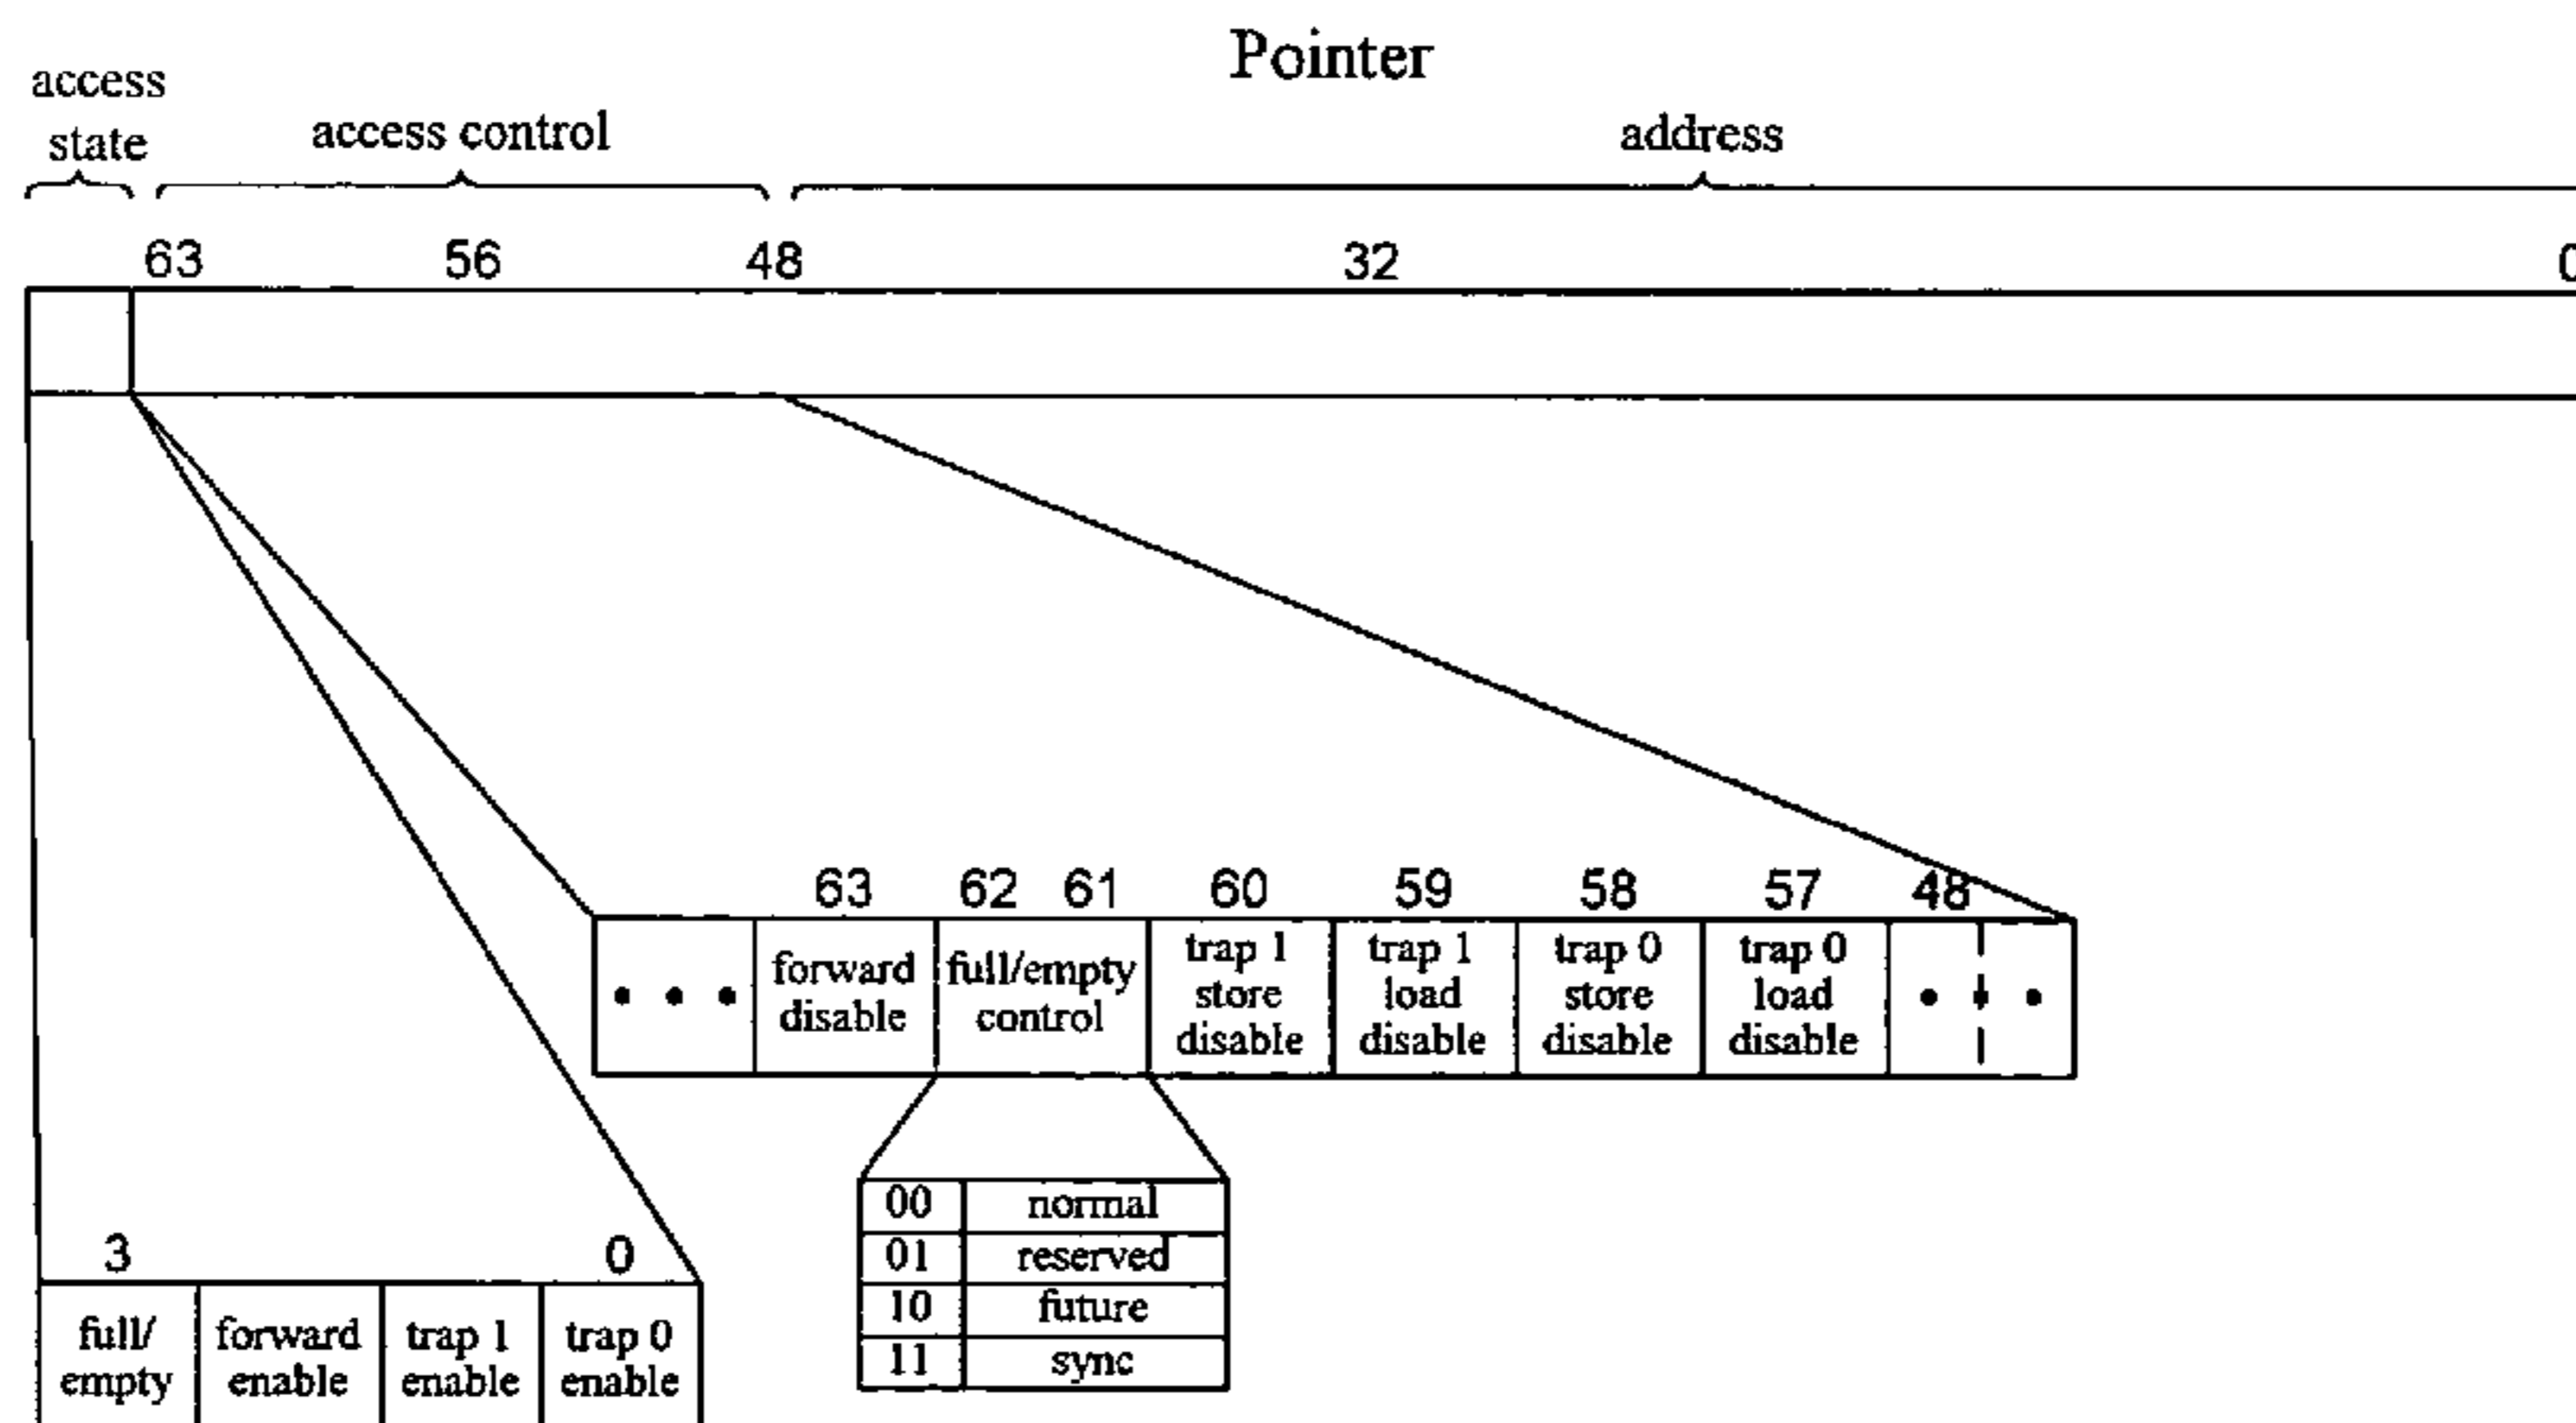 Pointer
access
state
access control
address
63 56 48 32 0
63 62 61 60 59 58 57 48
forward
disable
full/empty
control
trap 1
store
disable
trap 1
load
disable
trap 0
store
disable
trap 0
load
disable
00 normal
01 reserved
10 future
11 sync
3 0
full/
empty
forward
enable
trap 1
enable
trap 0
enable